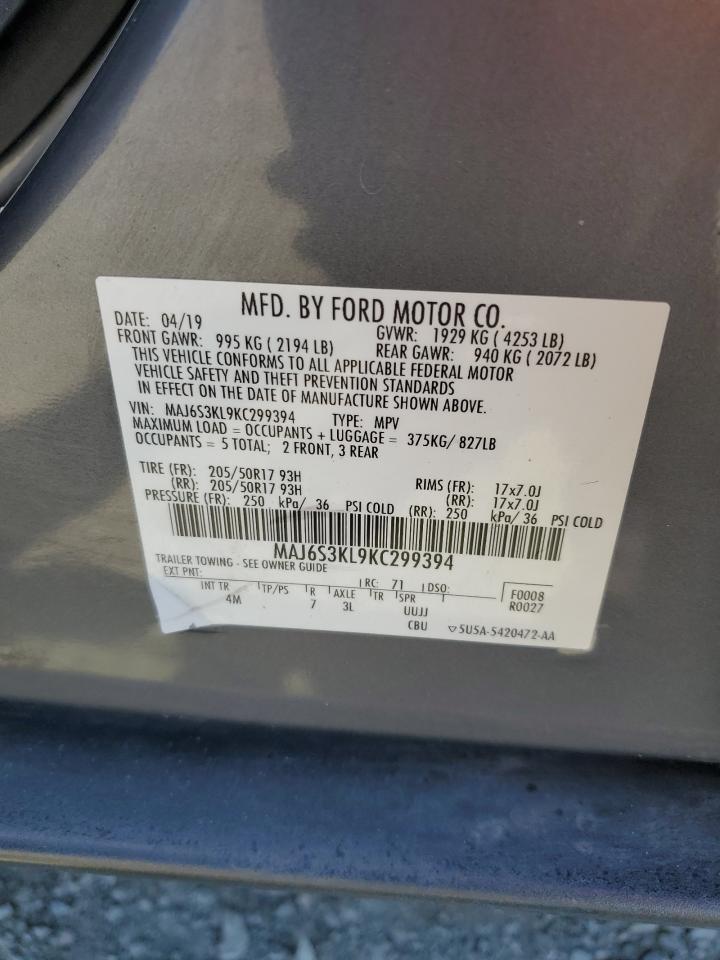 MFD. BY FORD MOTOR CO.
DATE: 04/19 GVWR: 1929 KG ( 4253 LB)
FRONT GAWR: 995 KG ( 2194 LB) REAR GAWR: 940 KG ( 2072 LB)
THIS VEHICLE CONFORMS TO ALL APPLICABLE FEDERAL MOTOR
VEHICLE SAFETY AND THEFT PREVENTION STANDARDS
IN EFFECT ON THE DATE OF MANUFACTURE SHOWN ABOVE.
VIN: MAJ6S3KL9KC299394 TYPE: MPV
MAXIMUM LOAD = OCCUPANTS + LUGGAGE = 375KG/ 827LB
OCCUPANTS = 5 TOTAL; 2 FRONT, 3 REAR
TIRE (FR): 205/50R17 93H RIMS (FR): 17x7.0J
(RR): 205/50R17 93H (RR): 17x7.0J
PRESSURE (FR): 250 kPa/ 36 PSI COLD (RR): 250 kPa/ 36 PSI COLD
MAJ6S3KL9KC299394
TRAILER TOWING - SEE OWNER GUIDE
EXT PNT: RC: 71 DSO: F0008
INT TR TP/PS R AXLE TR SPR R0027
4M 7 3L UUJJ
CBU 5U5A-5420472-AA